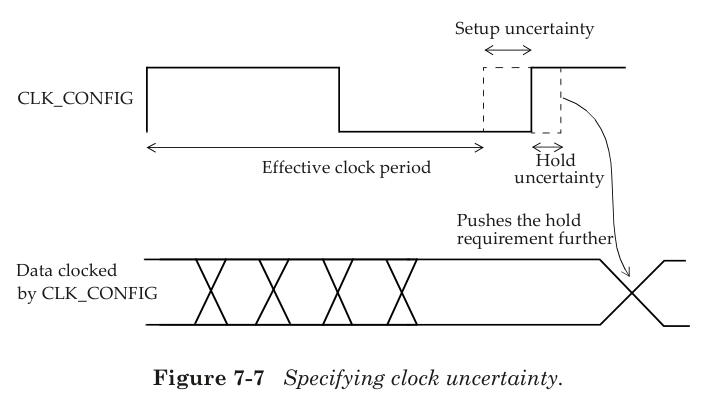 Setup uncertainty
CLK_CONFIG
Effective clock period
Hold
uncertainty
Pushes the hold
requirement further
Data clocked
by CLK_CONFIG
Figure 7-7 Specifying clock uncertainty.